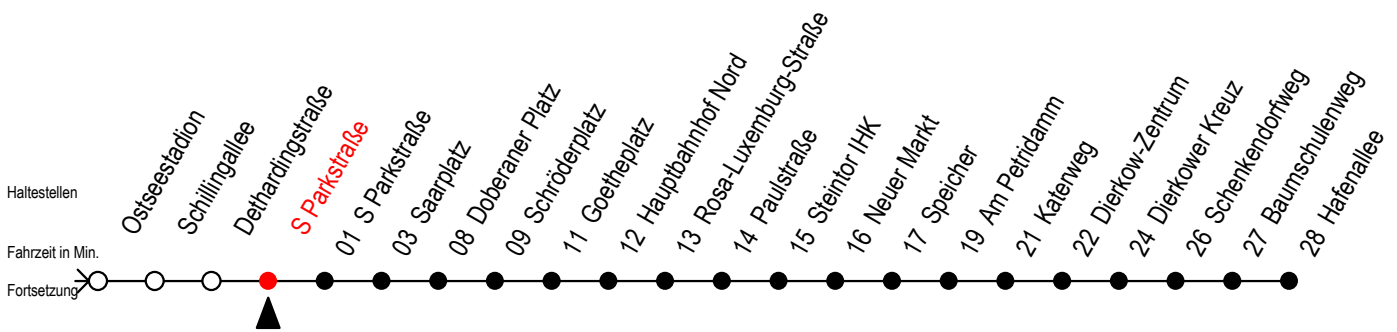 Haltestellen
Ostseestadion
Schillingallee
Dethardingstraße
S Parkstraße
01 S Parkstraße
03 Saarplatz
08 Doberaner Platz
09 Schröderplatz
11 Goetheplatz
12 Hauptbahnhof Nord
13 Rosa-Luxemburg-Straße
14 Paulstraße
15 Steintor IHK
16 Neuer Markt
17 Speicher
19 Am Petridamm
21 Katenweg
22 Dierkow-Zentrum
24 Dierkower Kreuz
26 Schenkendorfweg
27 Baumschulenweg
28 Hafenallee
Fahrzeit in Min.
Fortsetzung